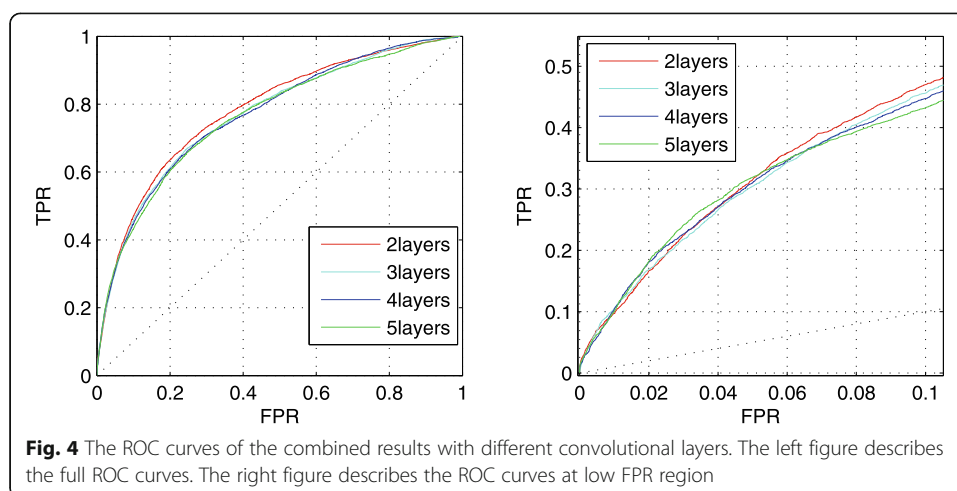 1
0.8
0.6
0.4
0.2
0
TPR
0 0.2 0.4 0.6 0.8 1
FPR
2layers
3layers
4layers
5layers
0.5
0.4
0.3
0.2
0.1
0
TPR
0 0.02 0.04 0.06 0.08 0.1
FPR
2layers
3layers
4layers
5layers
Fig. 4 The ROC curves of the combined results with different convolutional layers. The left figure describes
the full ROC curves. The right figure describes the ROC curves at low FPR region